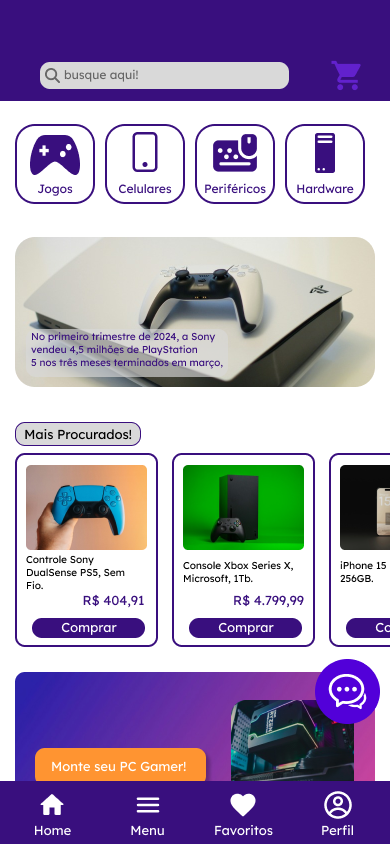 busque aqui!
Jogos
Celulares
Periféricos
Hardware
No primeiro trimestre de 2024, a Sony
vendeu 4,5 milhões de PlayStation
5 nos três meses terminados em março,
Mais Procurados!
Controle Sony
DualSense PS5, Sem
Fio.
R$ 404,91
Comprar
Console Xbox Series X,
Microsoft, 1Tb.
R$ 4.799,99
Comprar
iPhone 15
256GB.
Co
Monte seu PC Gamer!
Home
Menu
Favoritos
Perfil